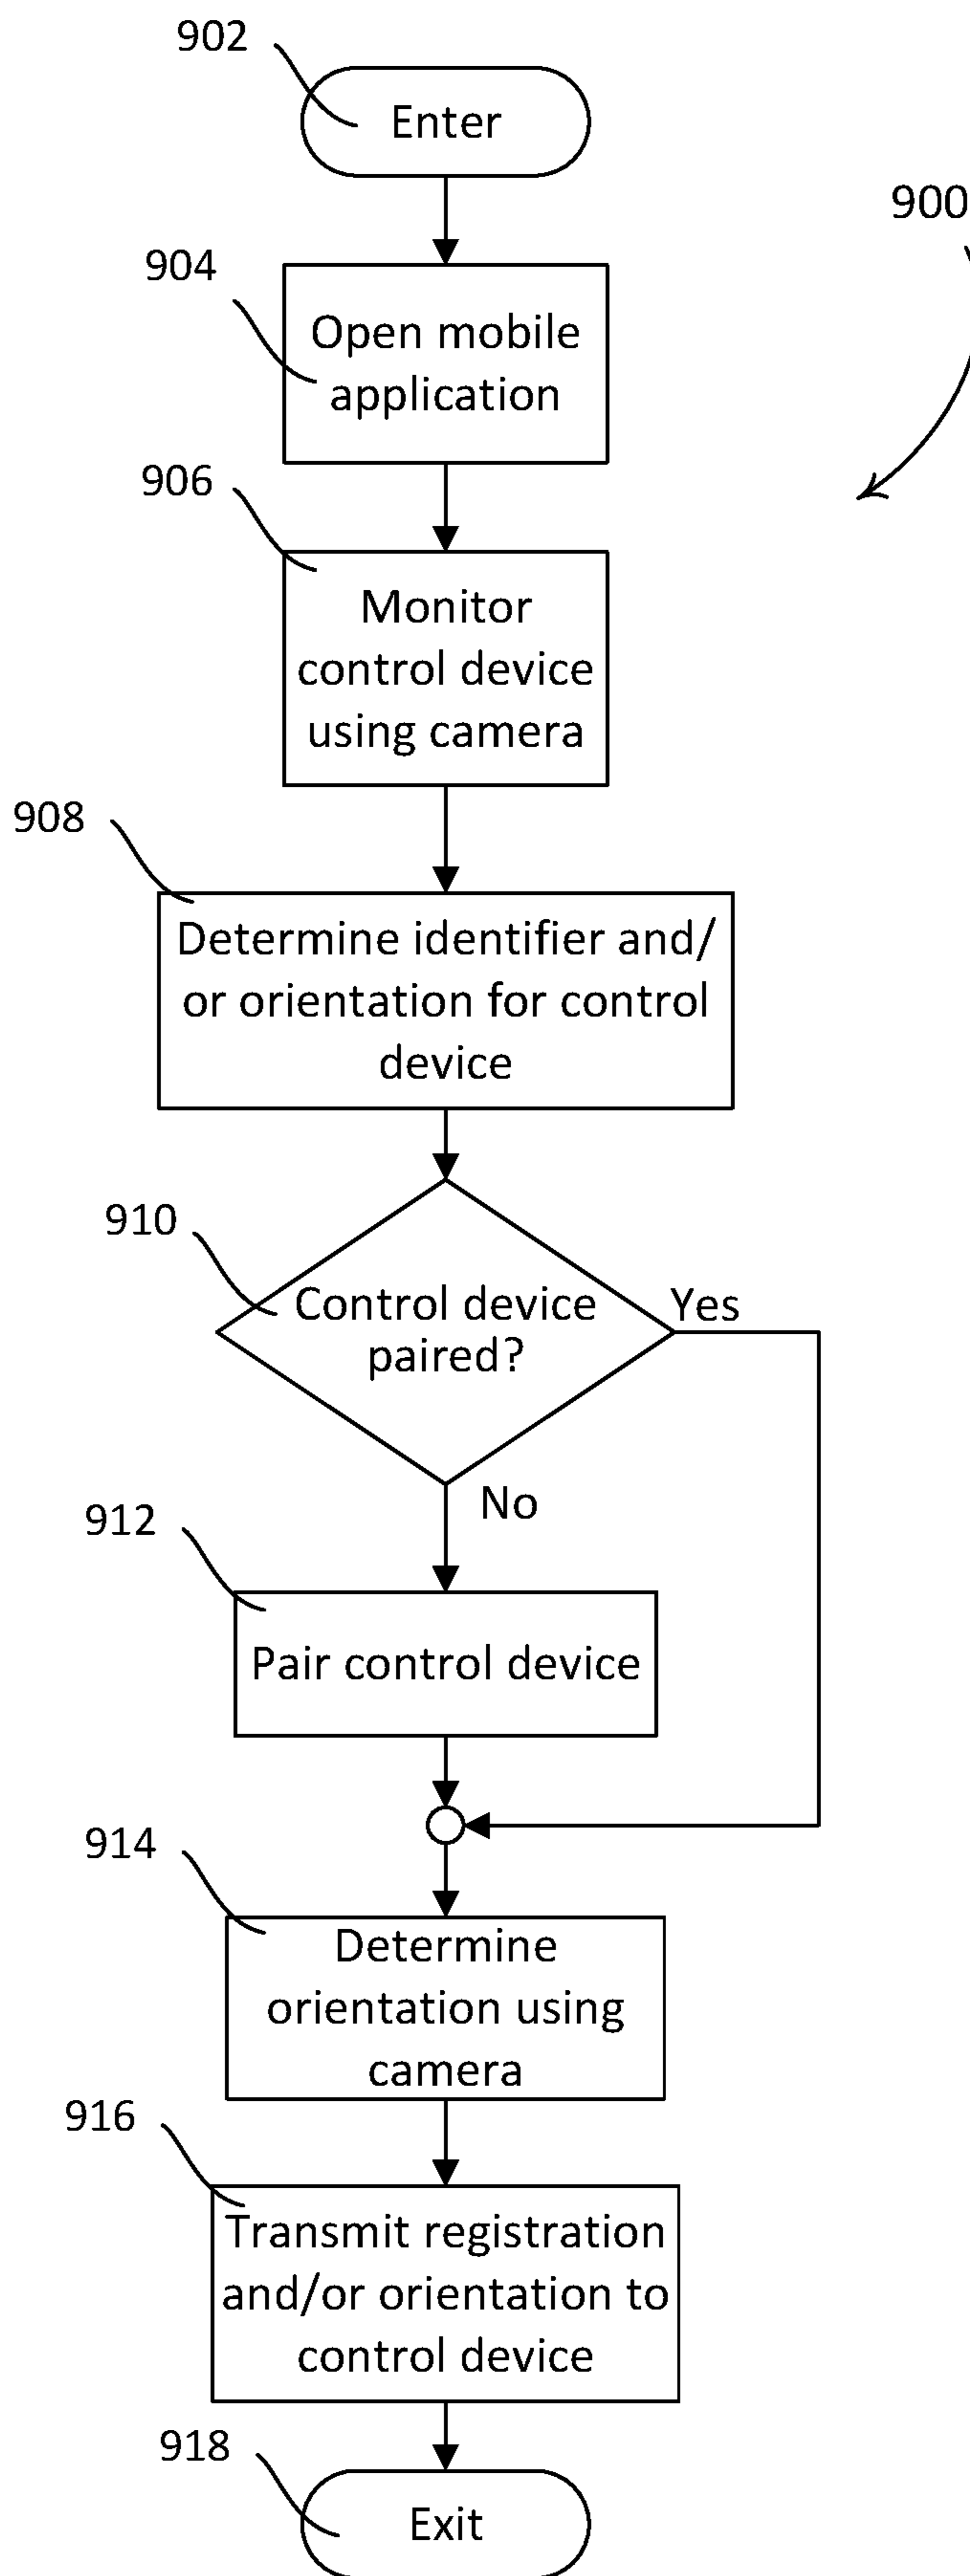 902
Enter
900
904
Open mobile
application
906
Monitor
control device
using camera
908
Determine identifier and/
or orientation for control
device
910
Control device
paired?
Yes
No
912
Pair control device
914
Determine
orientation using
camera
916
Transmit registration
and/or orientation to
control device
918
Exit